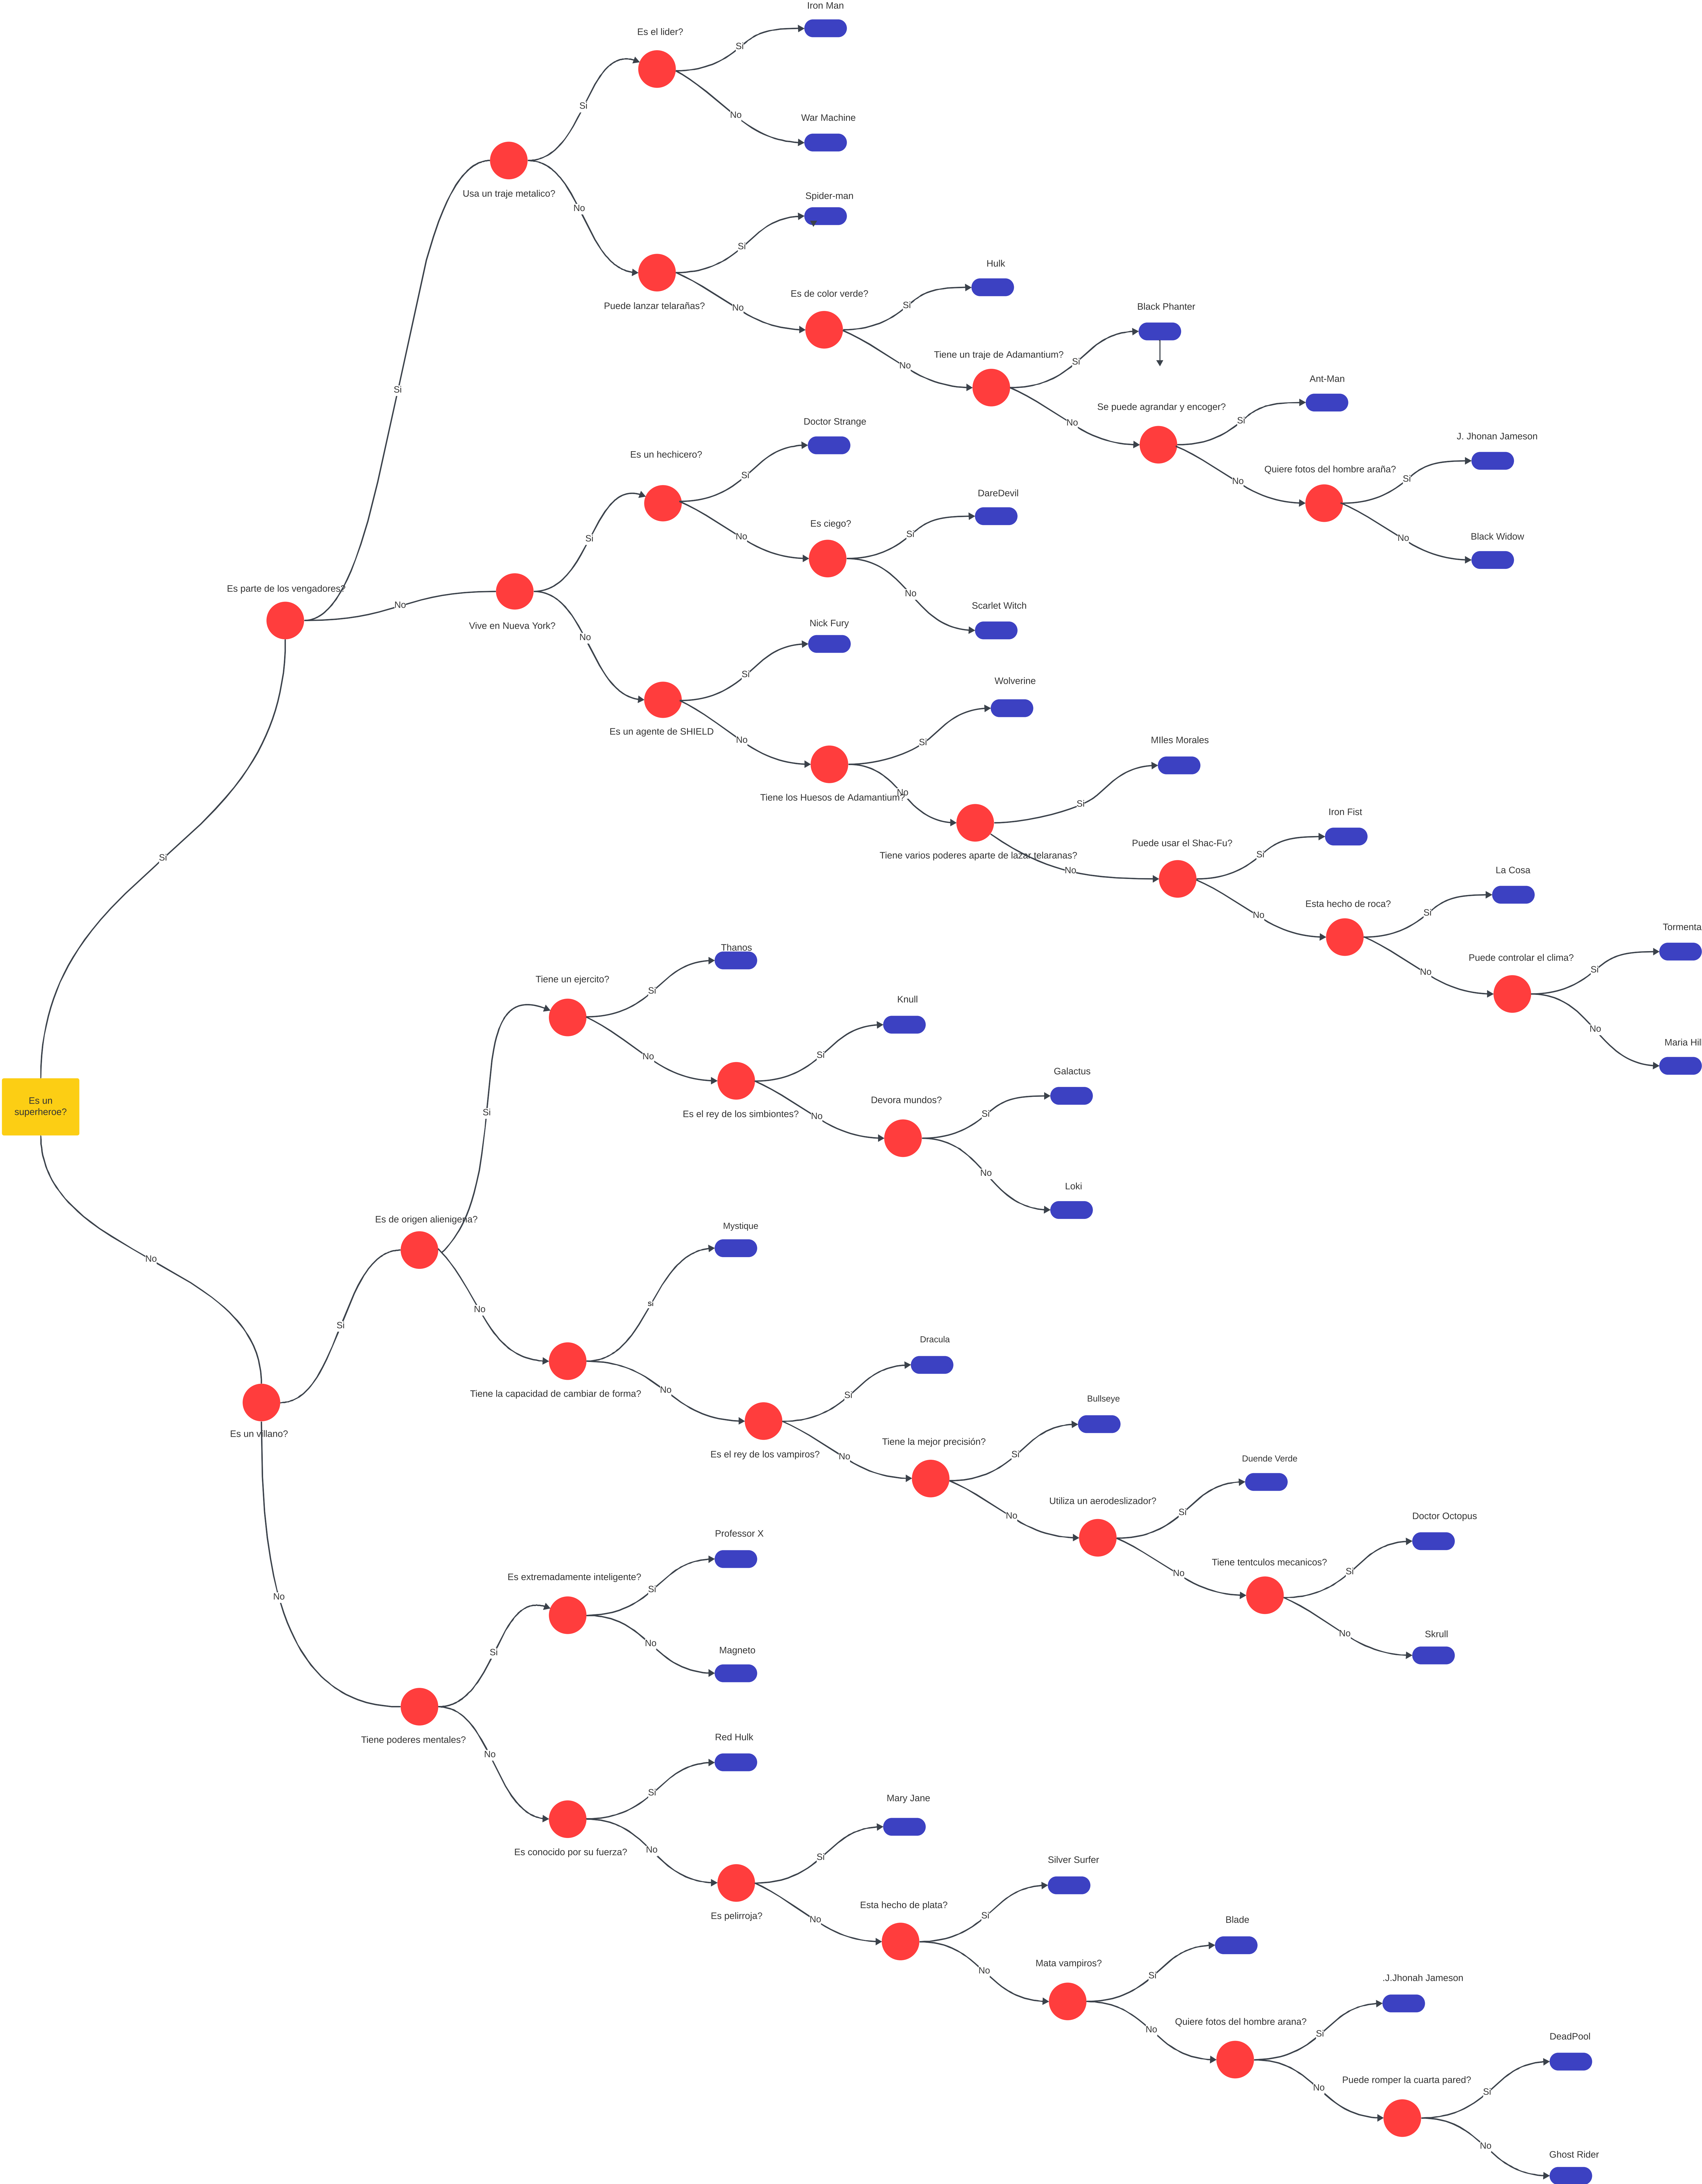 Iron Man
Es el lider?
Si
Si
No
War Machine
Usa un traje metalico?
No
Spider-man
Si
Puede lanzar telarañas?
No
Es de color verde?
Hulk
Si
No
Tiene un traje de Adamantium?
Black Phanter
Si
No
Se puede agrandar y encoger?
Ant-Man
Si
No
Quiere fotos del hombre araña?
J. Jhonan Jameson
Si
No
Black Widow
Si
Es parte de los vengadores?
No
Vive en Nueva York?
Si
Es un hechicero?
Doctor Strange
Si
No
Es ciego?
DareDevil
Si
No
Scarlet Witch
No
Nick Fury
Si
Es un agente de SHIELD
No
Wolverine
Si
Tiene los Huesos de Adamantium?
No
MIles Morales
Si
Tiene varios poderes aparte de lazar telaranas?
No
Puede usar el Shac-Fu?
Iron Fist
Si
No
Esta hecho de roca?
La Cosa
Si
No
Puede controlar el clima?
Tormenta
Si
No
Maria Hil
Si
Es un
superheroe?
No
Thanos
Tiene un ejercito?
Si
Si
No
Knull
Si
Es el rey de los simbiontes?
No
Devora mundos?
Galactus
Si
No
Loki
Es de origen alienigena?
Si
No
Mystique
si
Tiene la capacidad de cambiar de forma?
No
Dracula
Si
Es el rey de los vampiros?
No
Tiene la mejor precisión?
Bullseye
Si
No
Utiliza un aerodeslizador?
Duende Verde
Si
No
Tiene tentculos mecanicos?
Doctor Octopus
Si
No
Skrull
Es un villano?
No
Professor X
Es extremadamente inteligente?
Si
Si
No
Magneto
Tiene poderes mentales?
No
Red Hulk
Si
Es conocido por su fuerza?
No
Mary Jane
Si
Es pelirroja?
No
Esta hecho de plata?
Silver Surfer
Si
No
Mata vampiros?
Blade
Si
No
Quiere fotos del hombre arana?
.J.Jhonah Jameson
Si
No
Puede romper la cuarta pared?
DeadPool
Si
No
Ghost Rider